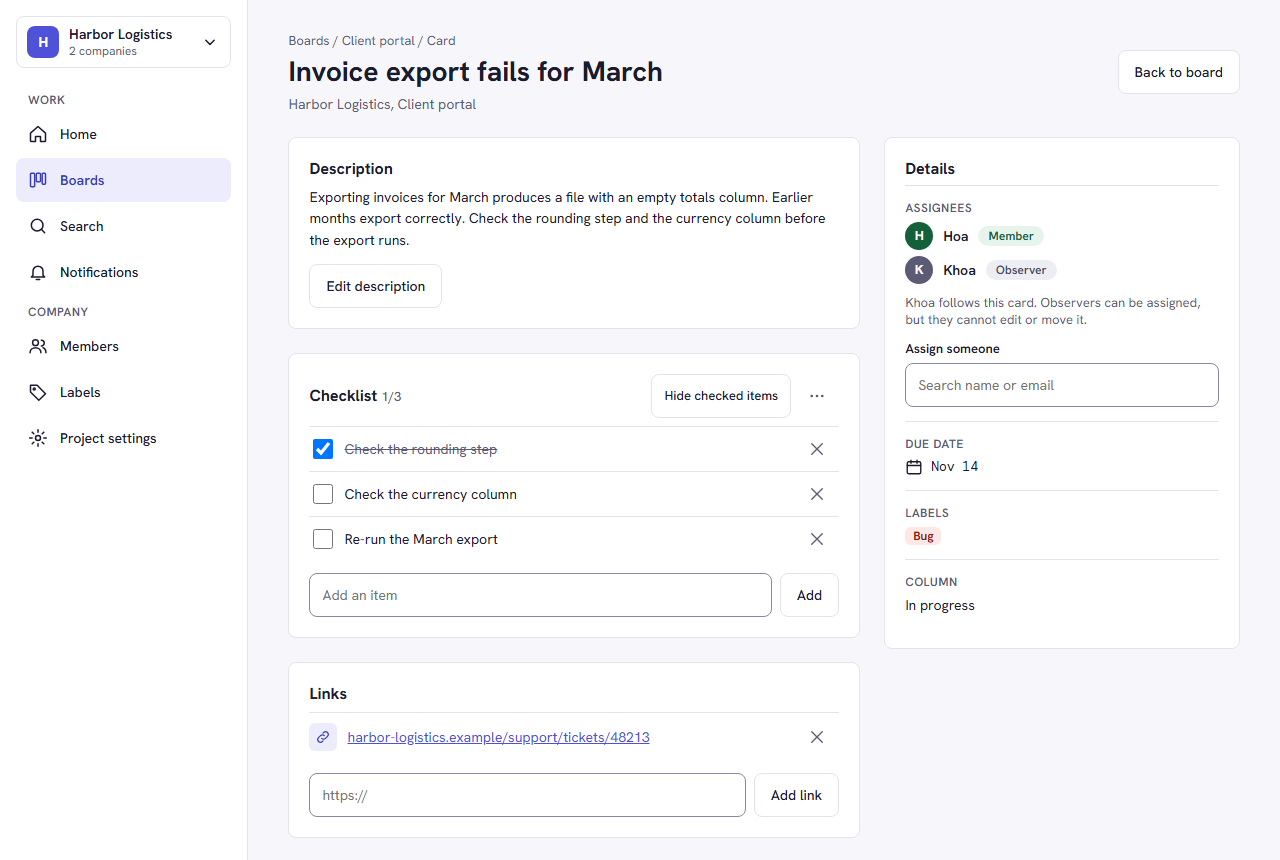 H
Harbor Logistics
2 companies
WORK
Home
Boards
Search
Notifications
COMPANY
Members
Labels
Project settings
Boards / Client portal / Card
Invoice export fails for March
Harbor Logistics, Client portal
Back to board
Description
Exporting invoices for March produces a file with an empty totals column. Earlier
months export correctly. Check the rounding step and the currency column before
the export runs.
Edit description
Checklist 1/3
Hide checked items
Check the rounding step
Check the currency column
Re-run the March export
Add an item
Add
Links
harbor-logistics.example/support/tickets/48213
https://
Add link
Details
ASSIGNEES
H Hoa Member
K Khoa Observer
Khoa follows this card. Observers can be assigned,
but they cannot edit or move it.
Assign someone
Search name or email
DUE DATE
Nov 14
LABELS
Bug
COLUMN
In progress